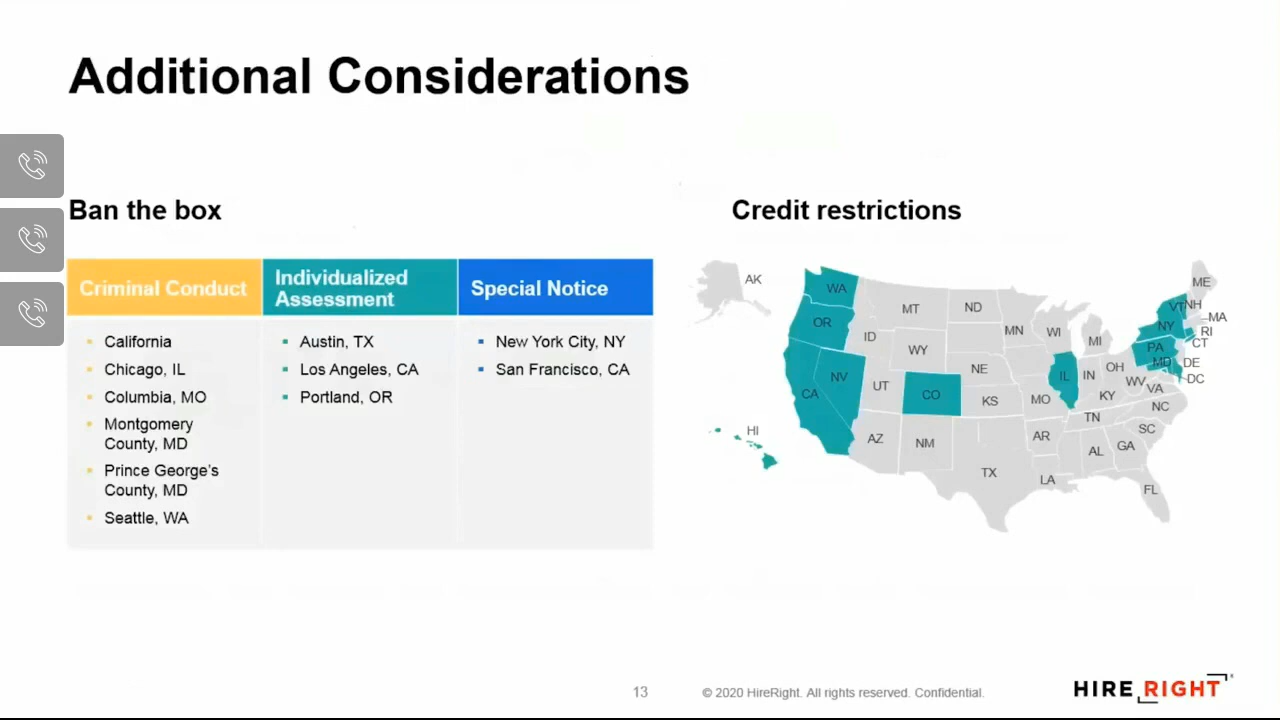 Additional Considerations
Ban the box
Criminal Conduct
Individualized
Assessment
Special Notice
California
Chicago, IL
Columbia, MO
Montgomery
County, MD
Prince George's
County, MD
Seattle, WA
Austin, TX
Los Angeles, CA
Portland, OR
New York City, NY
San Francisco, CA
Credit restrictions
AK
WA
MT
ND
ME
VT
NH
MA
OR
ID
MN
WI
NY
RI
CT
WY
MI
PA
NV
UT
NE
IL
IN
OH
MD
DE
DC
CA
CO
KS
MO
KY
WV
VA
HI
AZ
NM
AR
TN
NC
SC
AL
GA
TX
LA
FL
13
© 2020 HireRight. All rights reserved. Confidential.
HIRE RIGHT